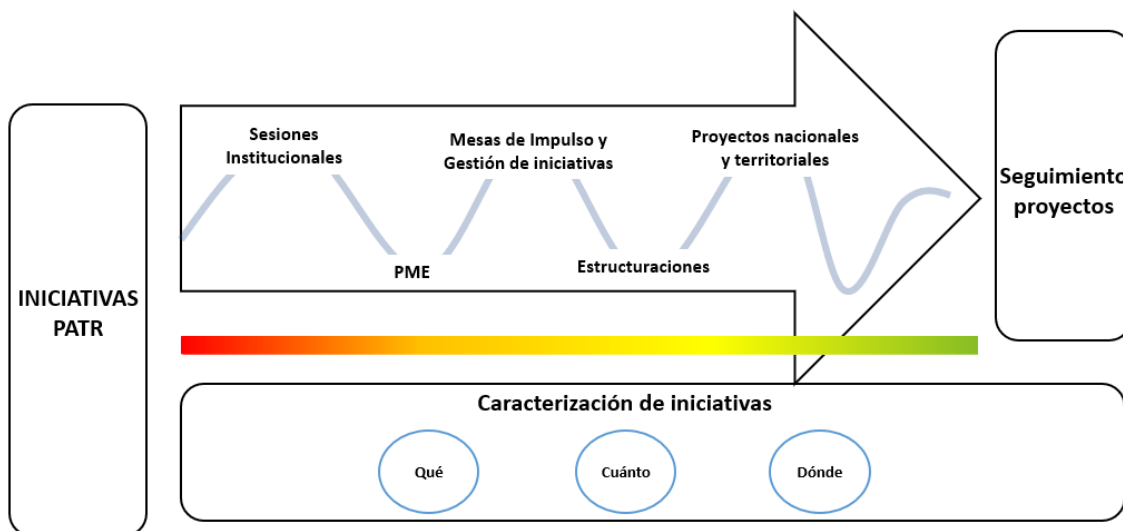 INICIATIVAS
PATR
Sesiones
Institucionales
PME
Mesas de Impulso y
Gestión de iniciativas
Estructuraciones
Proyectos nacionales
y territoriales
Seguimiento
proyectos
Caracterización de iniciativas
Qué
Cuánto
Dónde